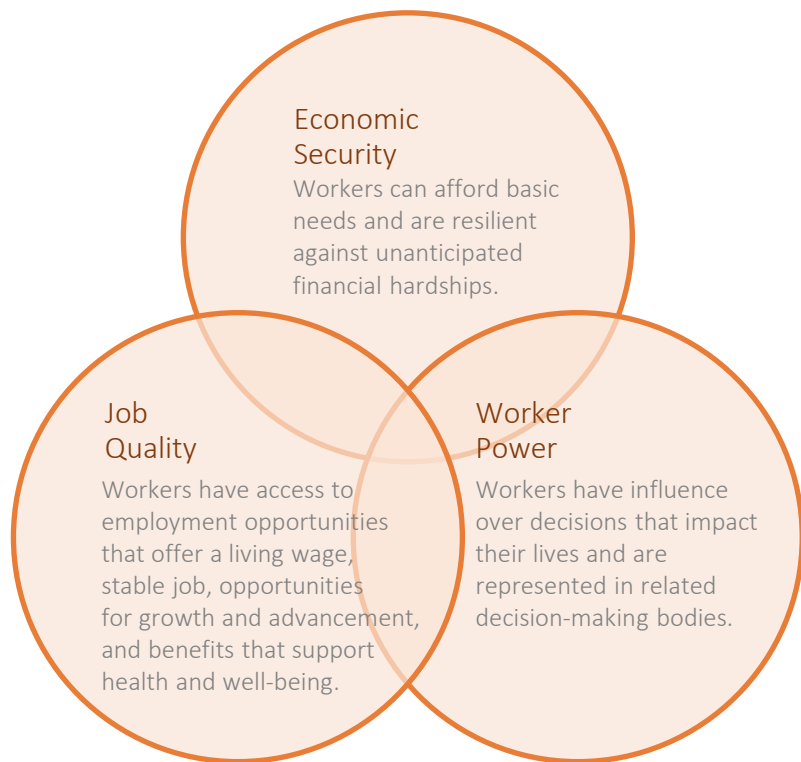 Economic
Security
Workers can afford basic
needs and are resilient
against unanticipated
financial hardships.
Job
Quality
Workers have access to
employment opportunities
that offer a living wage,
stable job, opportunities
for growth and advancement,
and benefits that support
health and well-being.
Worker
Power
Workers have influence
over decisions that impact
their lives and are
represented in related
decision-making bodies.